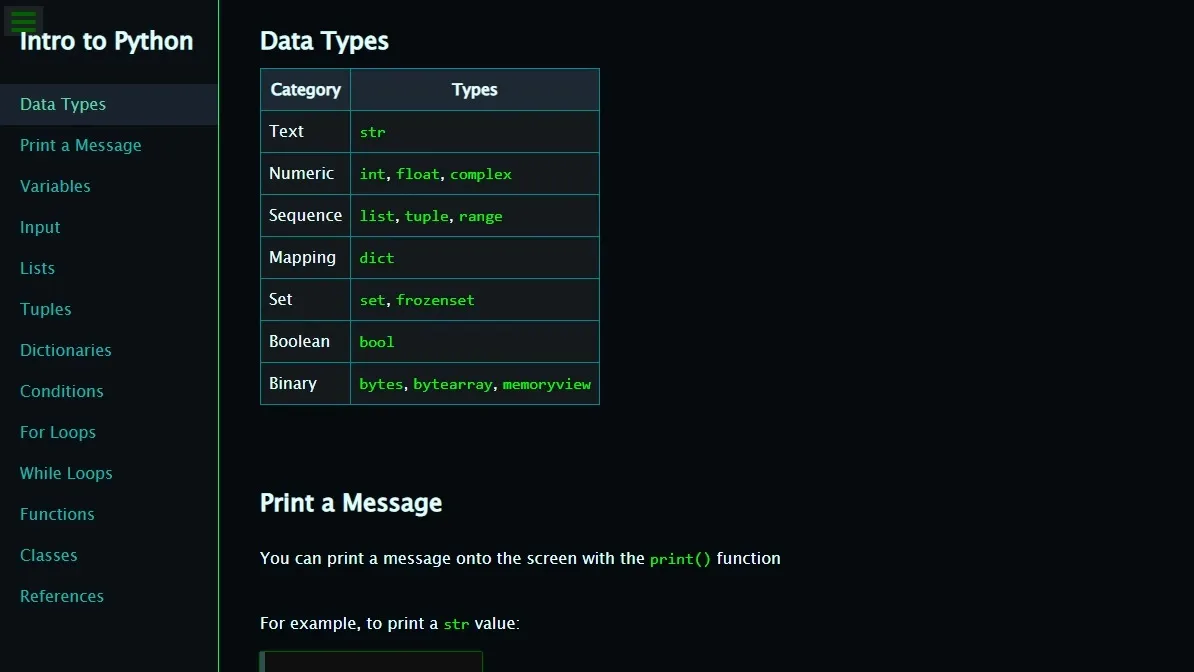 Intro to Python
Data Types
Print a Message
Variables
Input
Lists
Tuples
Dictionaries
Conditions
For Loops
While Loops
Functions
Classes
References
Data Types
Category Types
Text str
Numeric int, float, complex
Sequence list, tuple, range
Mapping dict
Set set, frozenset
Boolean bool
Binary bytes, bytearray, memoryview
Print a Message
You can print a message onto the screen with the print() function
For example, to print a str value: